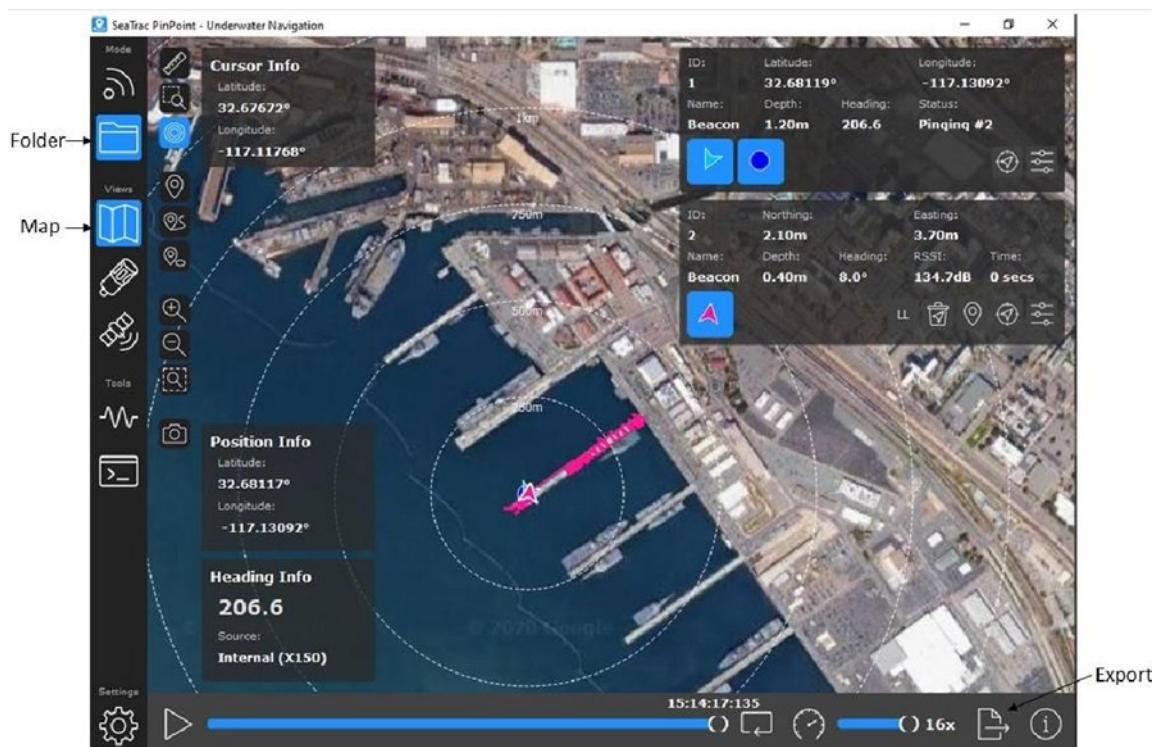 SeaTrac PinPoint - Underwater Navigation
Mode
Folder
Views
Map
Tools
Settings
Cursor Info
Latitude:
32.67672°
Longitude:
-117.11768°
ID: Latitude: Longitude:
1 32.68119° -117.13092°
Name: Depth: Heading: Status:
Beacon 1.20m 206.6 Pinging #2
ID: Northing: Easting:
2 2.10m 3.70m
Name: Depth: Heading: RSSI: Time:
Beacon 0.40m 8.0° 134.7dB 0 secs
LL
1km
750m
500m
250m
Position Info
Latitude:
32.68117°
Longitude:
-117.13092°
Heading Info
206.6
Source:
Internal (X150)
© 2020 Google
15:14:17:135
16x
Export